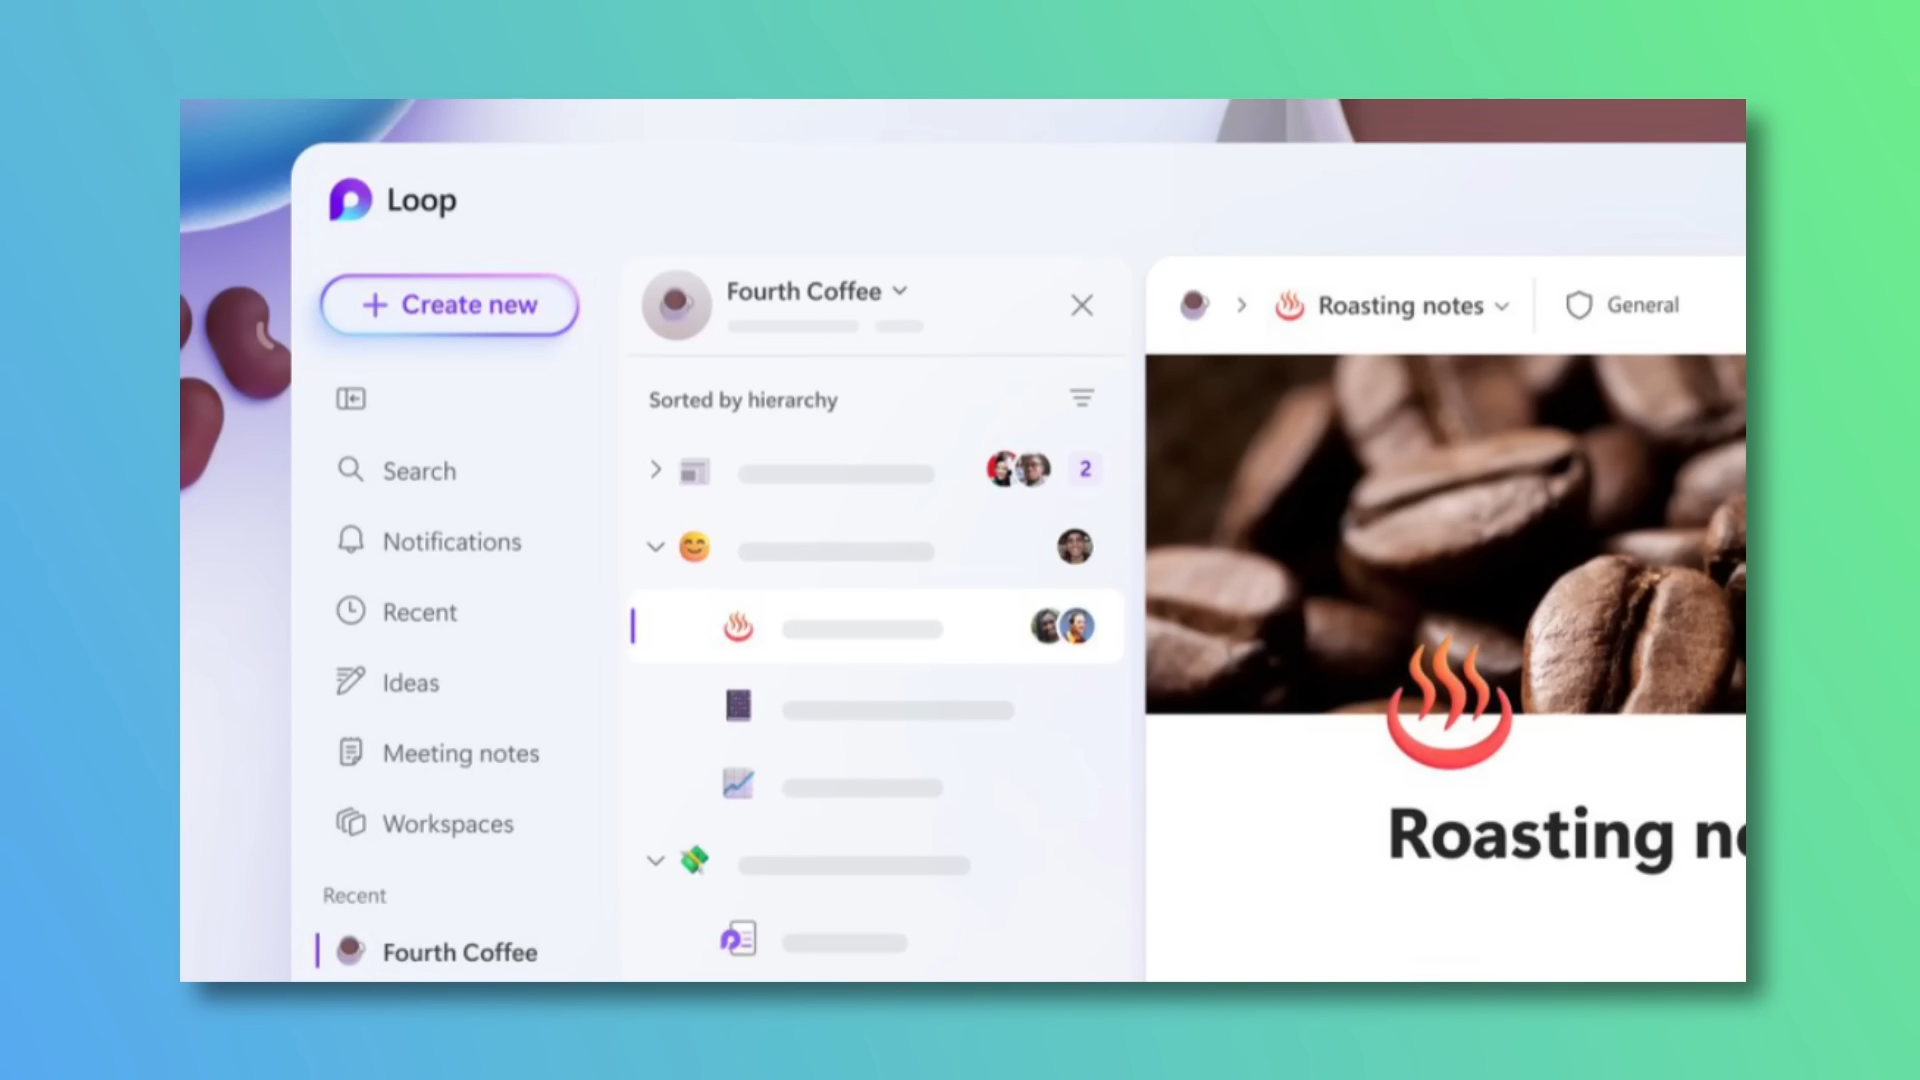 Loop
Create new
Search
Notifications
Recent
Ideas
Meeting notes
Workspaces
Recent
Fourth Coffee
Fourth Coffee
Sorted by hierarchy
2
Roasting notes
General
Roasting no